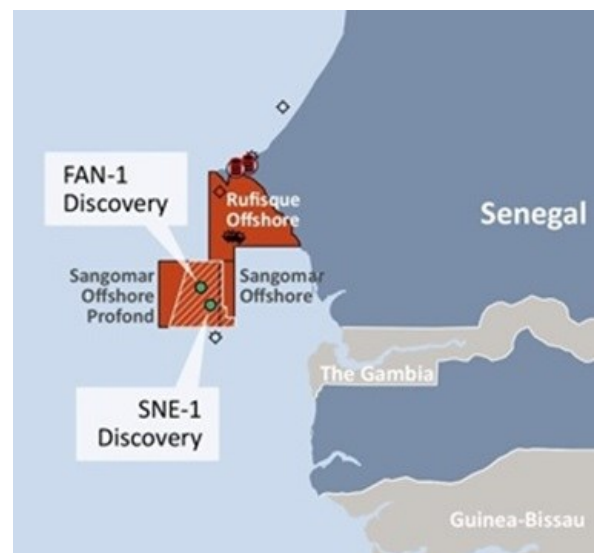 FAN-1
Discovery
Rufisque
Offshore
Senegal
Sangomar
Offshore
Profond
Sangomar
Offshore
The Gambia
SNE-1
Discovery
Guinea-Bissau